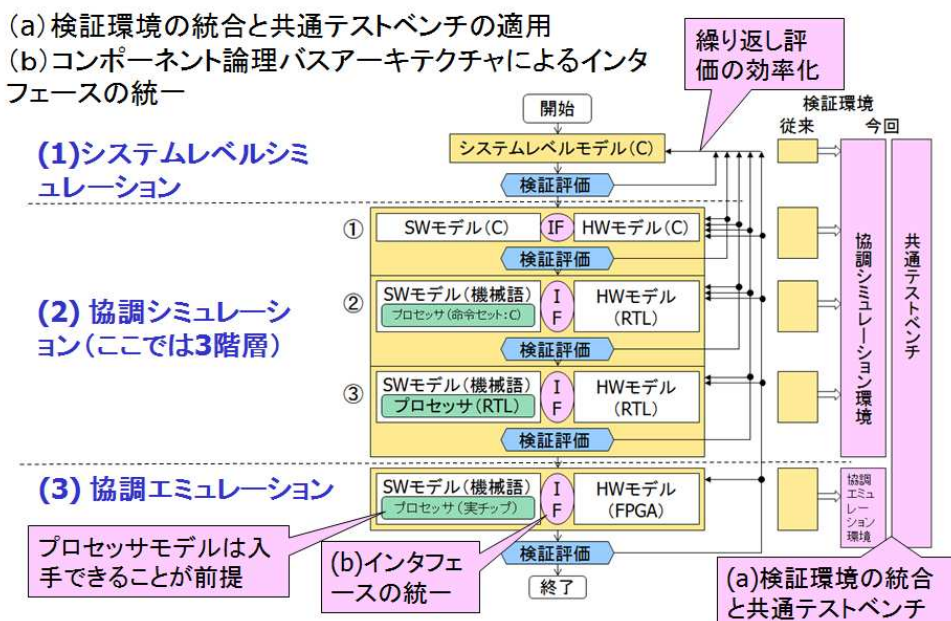 (a)検証環境の統合と共通テストベンチの適用
(b)コンポーネント論理バスアーキテクチャによるインタ
フェースの統一
繰り返し評
価の効率化
検証環境
従来 今回
開始
(1)システムレベルシミ
ュレーション
システムレベルモデル(C)
検証評価
①
SWモデル(C)
IF
HWモデル(C)
検証評価
(2) 協調シミュレーシ
ョン(ここでは3階層)
②
SWモデル(機械語)
プロセッサ(命令セット:C)
I
F
HWモデル
(RTL)
検証評価
③
SWモデル(機械語)
プロセッサ(RTL)
I
F
HWモデル
(RTL)
検証評価
協調シミュレーション環境
共通テストベンチ
(3) 協調エミュレーション
SWモデル(機械語)
プロセッサ(実チップ)
I
F
HWモデル
(FPGA)
協調
エミュ
レー
ション
環境
検証評価
終了
プロセッサモデルは入
手できることが前提
(b)インタフェ
ースの統一
(a)検証環境の統合
と共通テストベンチ